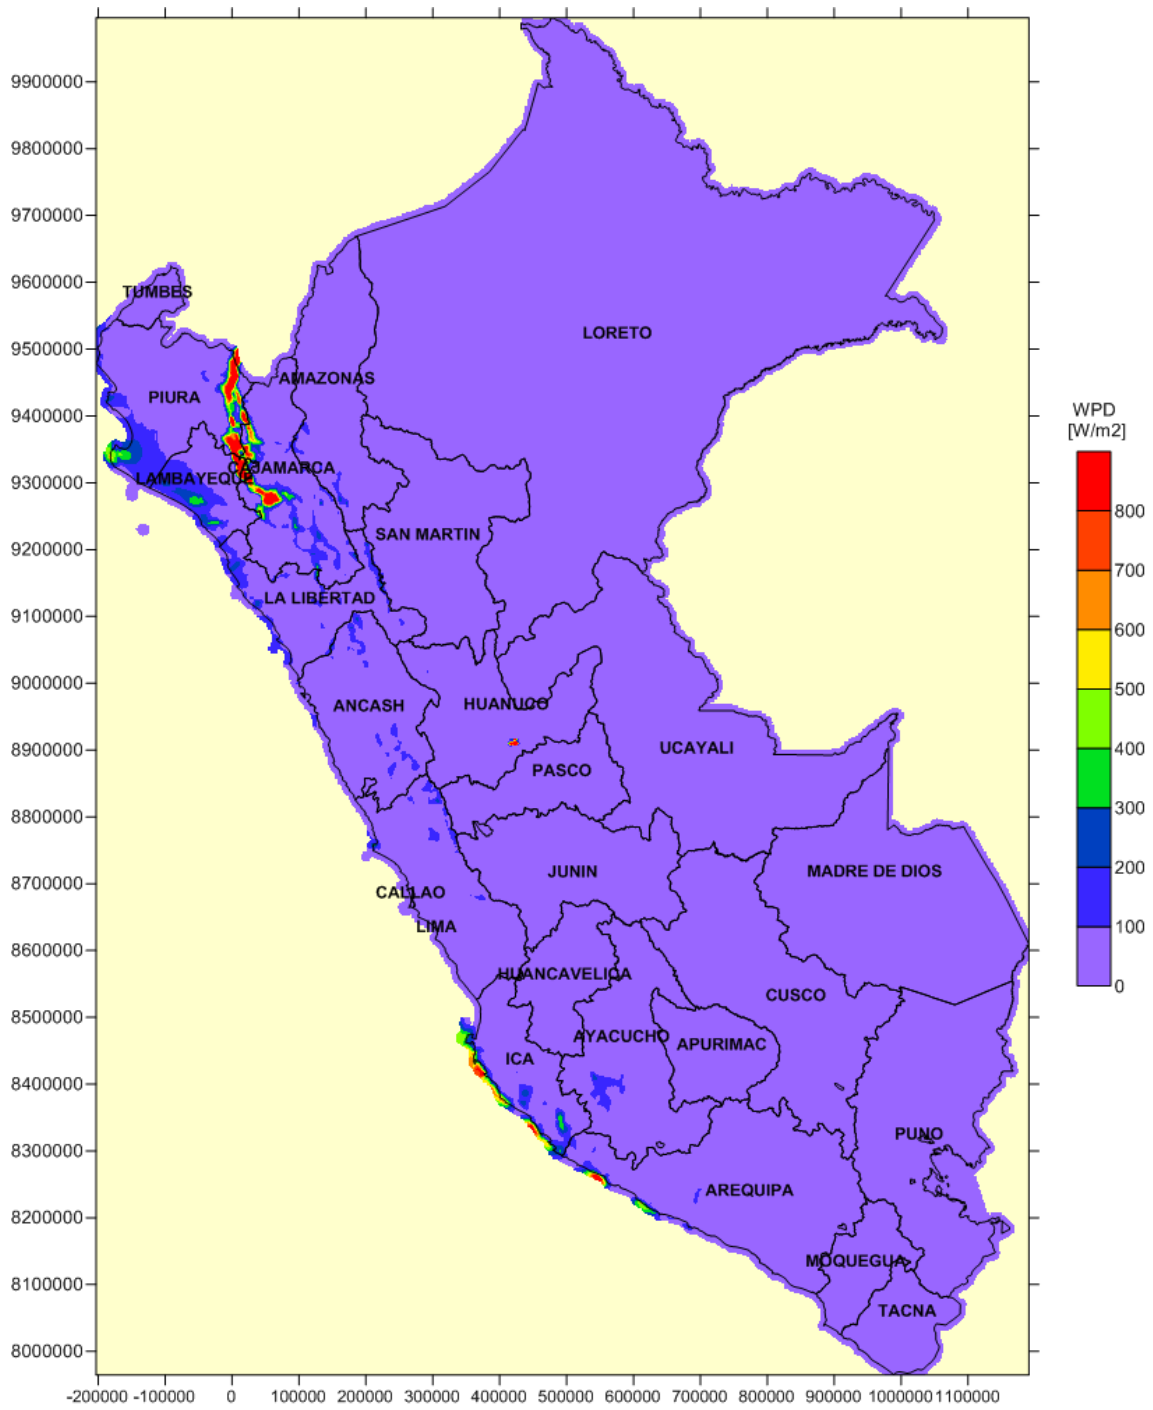 9900000
9800000
9700000
9600000
9500000
9400000
9300000
9200000
9100000
9000000
8900000
8800000
8700000
8600000
8500000
8400000
8300000
8200000
8100000
8000000
-200000 -100000 0 100000 200000 300000 400000 500000 600000 700000 800000 900000 1000000 1100000
TUMBES
LORETO
AMAZONAS
PIURA
CAJAMARCA
LAMBAYEQUE
SAN MARTIN
LA LIBERTAD
ANCASH
HUANUCO
UCAYALI
PASCO
JUNIN
MADRE DE DIOS
CALLAO
LIMA
HUANCAVELICA
CUSCO
AYACUCHO
APURIMAC
ICA
PUNO
AREQUIPA
MOQUEGUA
TACNA
WPD
[W/m2]
800
700
600
500
400
300
200
100
0